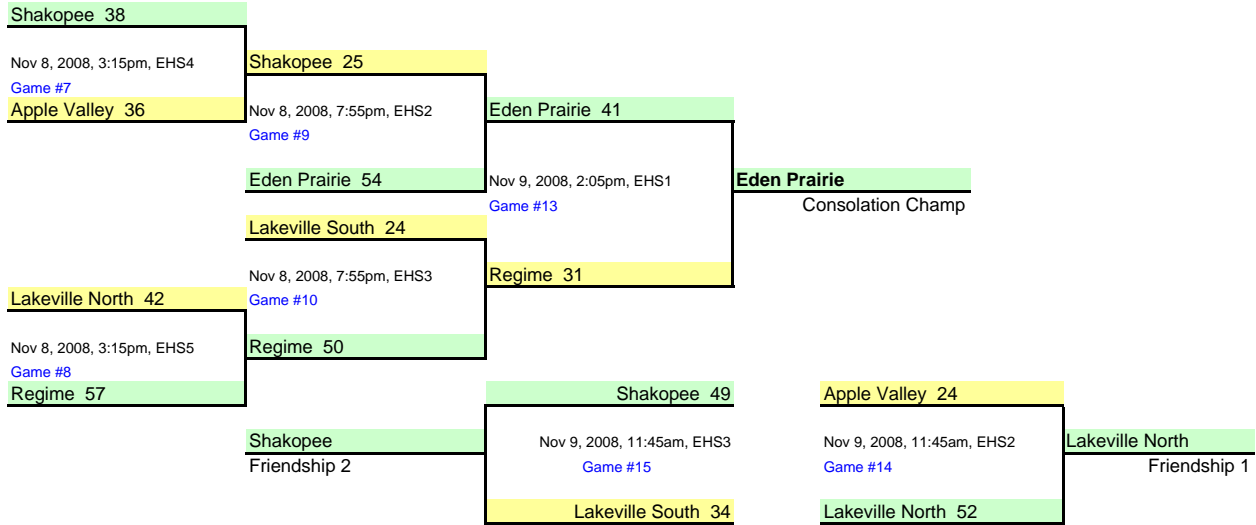 Shakopee 38
Nov 8, 2008, 3:15pm, EHS4
Game #7
Apple Valley 36
Shakopee 25
Nov 8, 2008, 7:55pm, EHS2
Game #9
Eden Prairie 54
Eden Prairie 41
Nov 9, 2008, 2:05pm, EHS1
Game #13
Regime 31
Eden Prairie
Consolation Champ
Lakeville South 24
Nov 8, 2008, 7:55pm, EHS3
Game #10
Regime 50
Lakeville North 42
Nov 8, 2008, 3:15pm, EHS5
Game #8
Regime 57
Shakopee
Friendship 2
Shakopee 49
Nov 9, 2008, 11:45am, EHS3
Game #15
Lakeville South 34
Apple Valley 24
Nov 9, 2008, 11:45am, EHS2
Game #14
Lakeville North 52
Lakeville North
Friendship 1